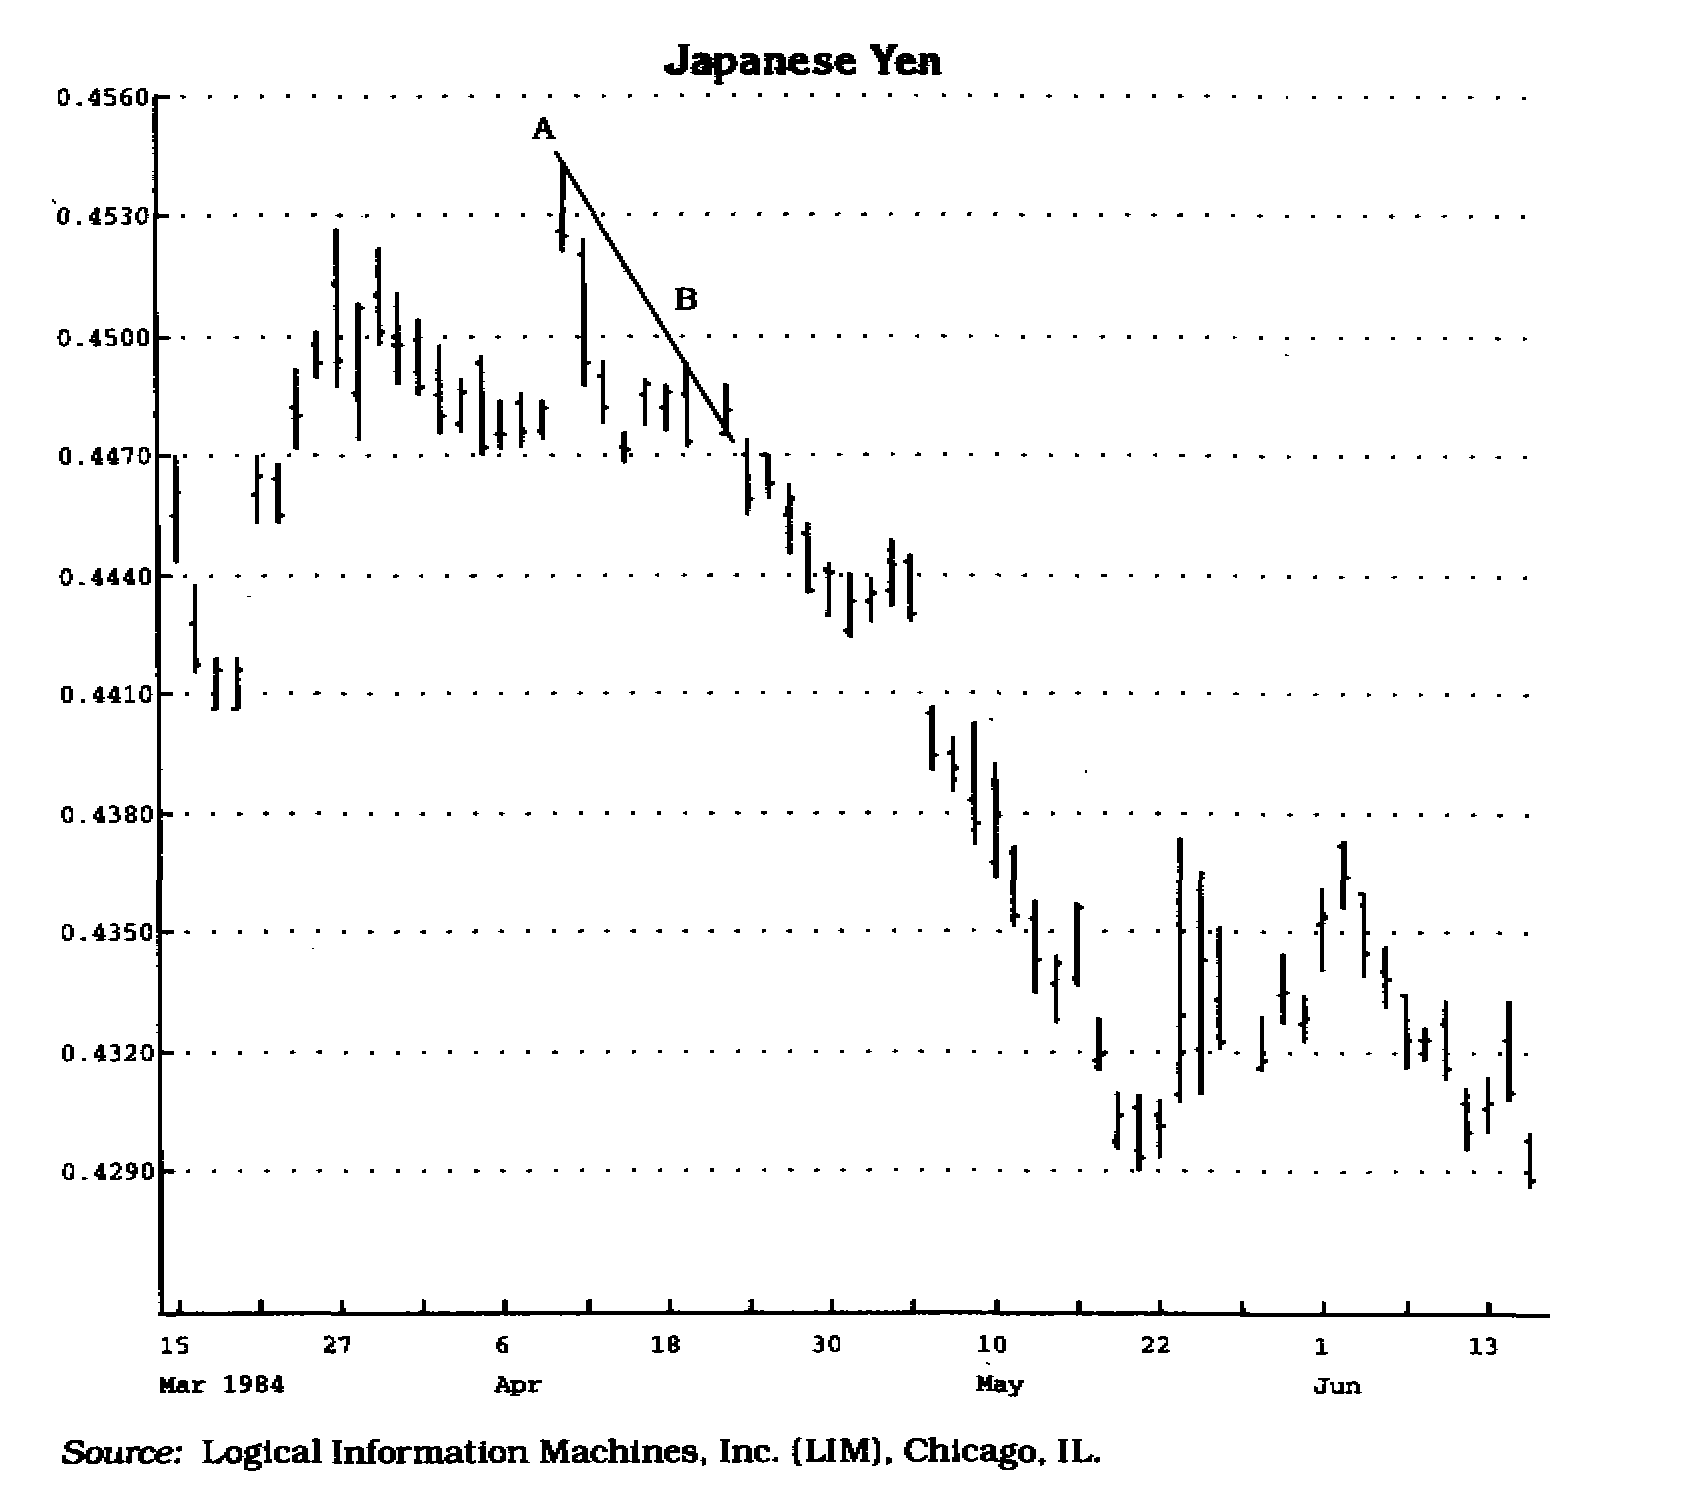 Japanese Yen
0.4560
A
0.4530
B
0.4500
0.4470
0.4440
0.4410
0.4380
0.4350
0.4320
0.4290
15 27 6 18 30 10 22 1 13
Mar 1984 Apr May Jun
Source: Logical Information Machines, Inc. (LIM), Chicago, IL.